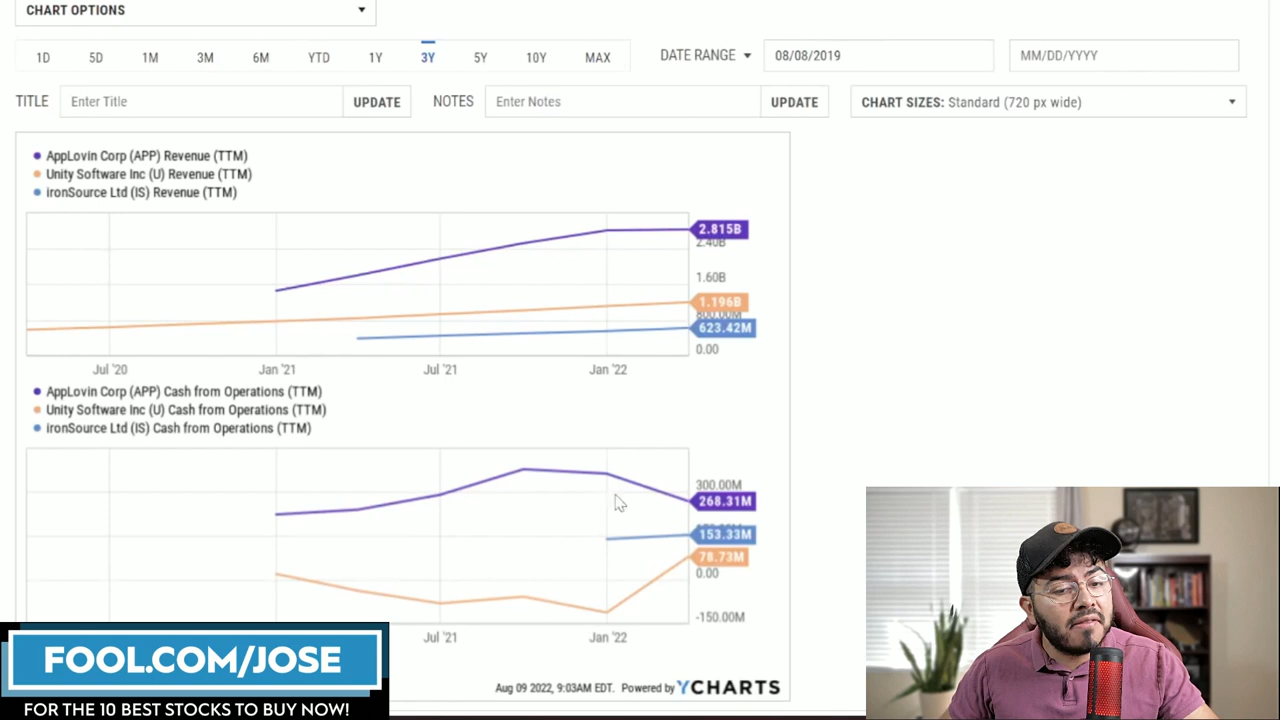 CHART OPTIONS
1D 5D 1M 3M 6M YTD 1Y 3Y 5Y 10Y MAX DATE RANGE 08/08/2019 MM/DD/YYYY
TITLE Enter Title UPDATE NOTES Enter Notes UPDATE CHART SIZES: Standard (720 px wide)
AppLovin Corp (APP) Revenue (TTM)
Unity Software Inc (U) Revenue (TTM)
ironSource Ltd (IS) Revenue (TTM)
2.815B
2.40B
1.60B
1.196B
800.00M
623.42M
0.00
Jul '20 Jan '21 Jul '21 Jan '22
AppLovin Corp (APP) Cash from Operations (TTM)
Unity Software Inc (U) Cash from Operations (TTM)
ironSource Ltd (IS) Cash from Operations (TTM)
300.00M
268.31M
153.33M
78.73M
0.00
-150.00M
Jul '21 Jan '22
Aug 09 2022, 9:03AM EDT. Powered by YCHARTS
FOOL.COM/JOSE
FOR THE 10 BEST STOCKS TO BUY NOW!